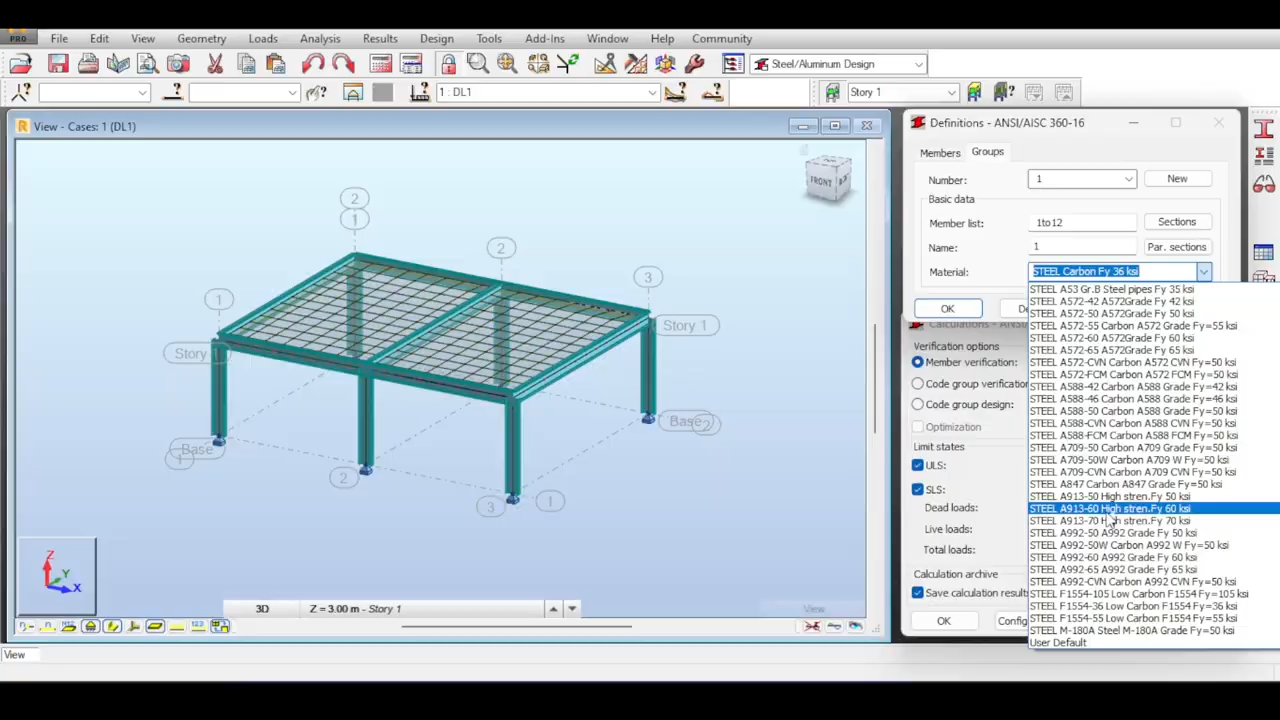 PRO File Edit View Geometry Loads Analysis Results Design Tools Add-Ins Window Help Community
Steel/Aluminum Design
1 : DL1
Story 1
View - Cases: 1 (DL1)
FRONT
2
1
2
3
1
Story 1
Story
Base
1
2
3
1
Base
2
Z
Y
X
3D
Z = 3.00 m - Story 1
View
View
Definitions - ANSI/AISC 360-16
Members Groups
Number: 1 New
Basic data
Member list: 1to12 Sections
Name: 1 Par. sections
Material: STEEL Carbon Fy 36 ksi
OK
STEEL A53 Gr.B Steel pipes Fy 35 ksi
STEEL A572-42 A572Grade Fy 42 ksi
STEEL A572-50 A572Grade Fy 50 ksi
STEEL A572-55 Carbon A572 Grade Fy=55 ksi
STEEL A572-60 A572Grade Fy 60 ksi
STEEL A572-65 A572Grade Fy 65 ksi
STEEL A572-CVN Carbon A572 CVN Fy=50 ksi
STEEL A572-FCM Carbon A572 FCM Fy=50 ksi
STEEL A588-42 Carbon A588 Grade Fy=42 ksi
STEEL A588-46 Carbon A588 Grade Fy=46 ksi
STEEL A588-50 Carbon A588 Grade Fy=50 ksi
STEEL A588-CVN Carbon A588 CVN Fy=50 ksi
STEEL A588-FCM Carbon A588 FCM Fy=50 ksi
STEEL A709-50 Carbon A709 Grade Fy=50 ksi
STEEL A709-50W Carbon A709 W Fy=50 ksi
STEEL A709-CVN Carbon A709 CVN Fy=50 ksi
STEEL A847 Carbon A847 Grade Fy=50 ksi
STEEL A913-50 High stren.Fy 50 ksi
STEEL A913-60 High stren.Fy 60 ksi
STEEL A913-70 High stren.Fy 70 ksi
STEEL A992-50 A992 Grade Fy 50 ksi
STEEL A992-50W Carbon A992 W Fy=50 ksi
STEEL A992-60 A992 Grade Fy 60 ksi
STEEL A992-65 A992 Grade Fy 65 ksi
STEEL A992-CVN Carbon A992 CVN Fy=50 ksi
STEEL F1554-105 Low Carbon F1554 Fy=105 ksi
STEEL F1554-36 Low Carbon F1554 Fy=36 ksi
STEEL F1554-55 Low Carbon F1554 Fy=55 ksi
STEEL M-180A Steel M-180A Grade Fy=50 ksi
User Default
Calculations - ANSI/
Verification options
Member verification:
Code group verification
Code group design:
Optimization
Limit states
ULS:
SLS:
Dead loads:
Live loads:
Total loads:
Calculation archive
Save calculation results
OK Config